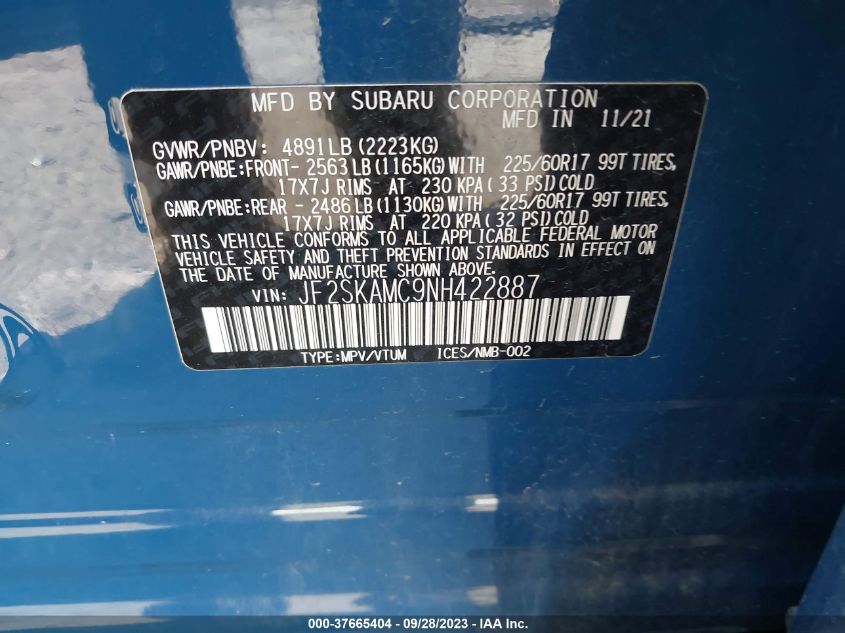 MFD BY SUBARU CORPORATION
MFD IN 11/21
GVWR/PNBV: 4891LB(2223KG)
GAWR/PNBE:FRONT- 2563LB(1165KG)WITH 225/60R17 99T TIRES,
17X7J RIMS AT 230 KPA( 33 PSI)COLD
GAWR/PNBE:REAR - 2486LB(1130KG)WITH 225/60R17 99T TIRES,
17X7J RIMS AT 220 KPA(32 PSI)COLD
THIS VEHICLE CONFORMS TO ALL APPLICABLE FEDERAL MOTOR
VEHICLE SAFETY AND THEFT PREVENTION STANDARDS IN EFFECT ON
THE DATE OF MANUFACTURE SHOWN ABOVE.
VIN: JF2SKAMC9NH422887
TYPE:MPV/VTUM ICES/NMB-002
000-37665404 - 09/28/2023 - IAA Inc.